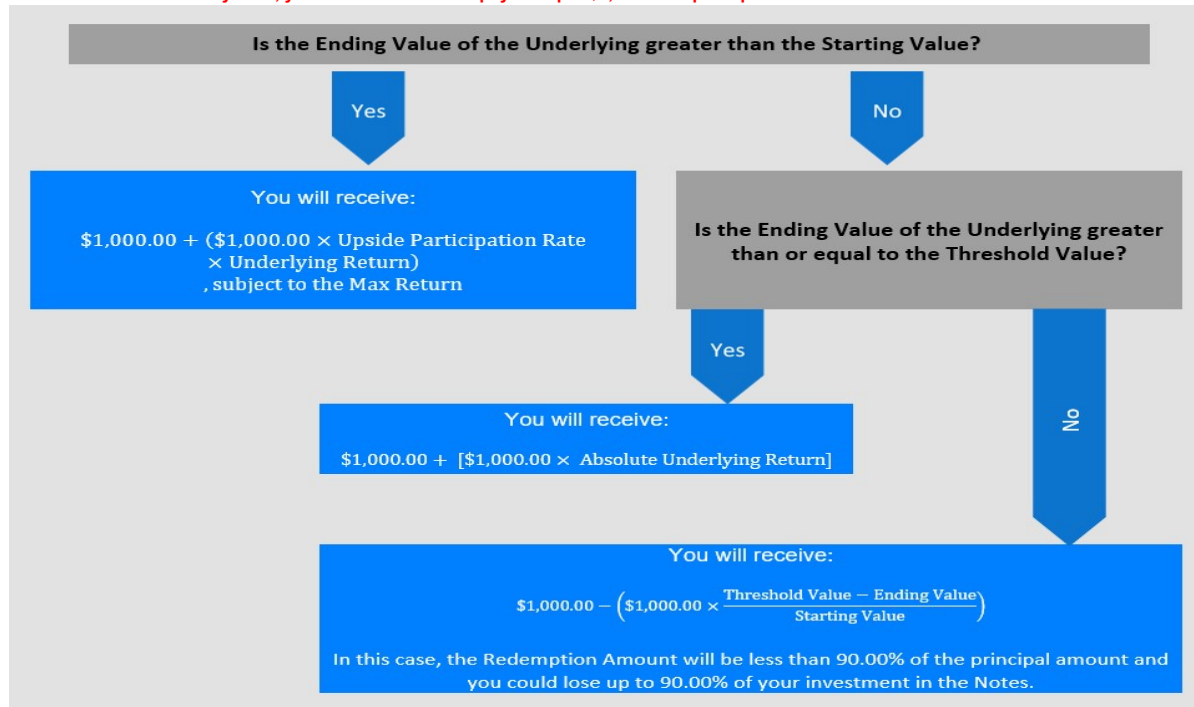 Is the Ending Value of the Underlying greater than the Starting Value?
Yes
No
You will receive:
$1,000.00 + ($1,000.00 × Upside Participation Rate
× Underlying Return)
, subject to the Max Return
Is the Ending Value of the Underlying greater
than or equal to the Threshold Value?
Yes
No
You will receive:
$1,000.00 + [$1,000.00 × Absolute Underlying Return]
You will receive:
$1,000.00 − ($1,000.00 × (Threshold Value − Ending Value) / Starting Value)
In this case, the Redemption Amount will be less than 90.00% of the principal amount and
you could lose up to 90.00% of your investment in the Notes.